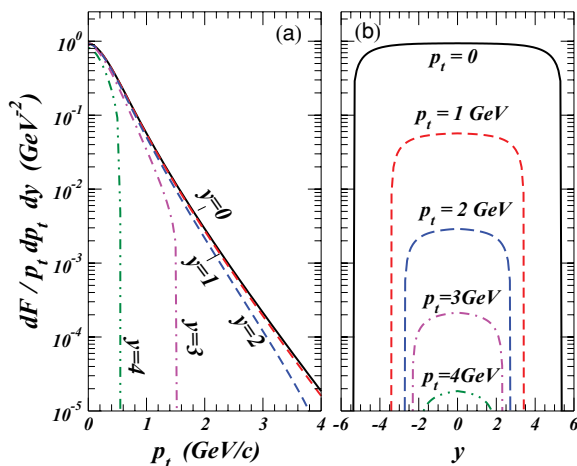 (a)
(b)
dF / p_t dp_t dy (GeV^-2)
10^0
10^-1
10^-2
10^-3
10^-4
10^-5
y=0
y=1
y=2
y=3
y=4
0 1 2 3 4
p_t (GeV/c)
p_t = 0
p_t = 1 GeV
p_t = 2 GeV
p_t=3GeV
p_t=4GeV
-6 -4 -2 0 2 4 6
y